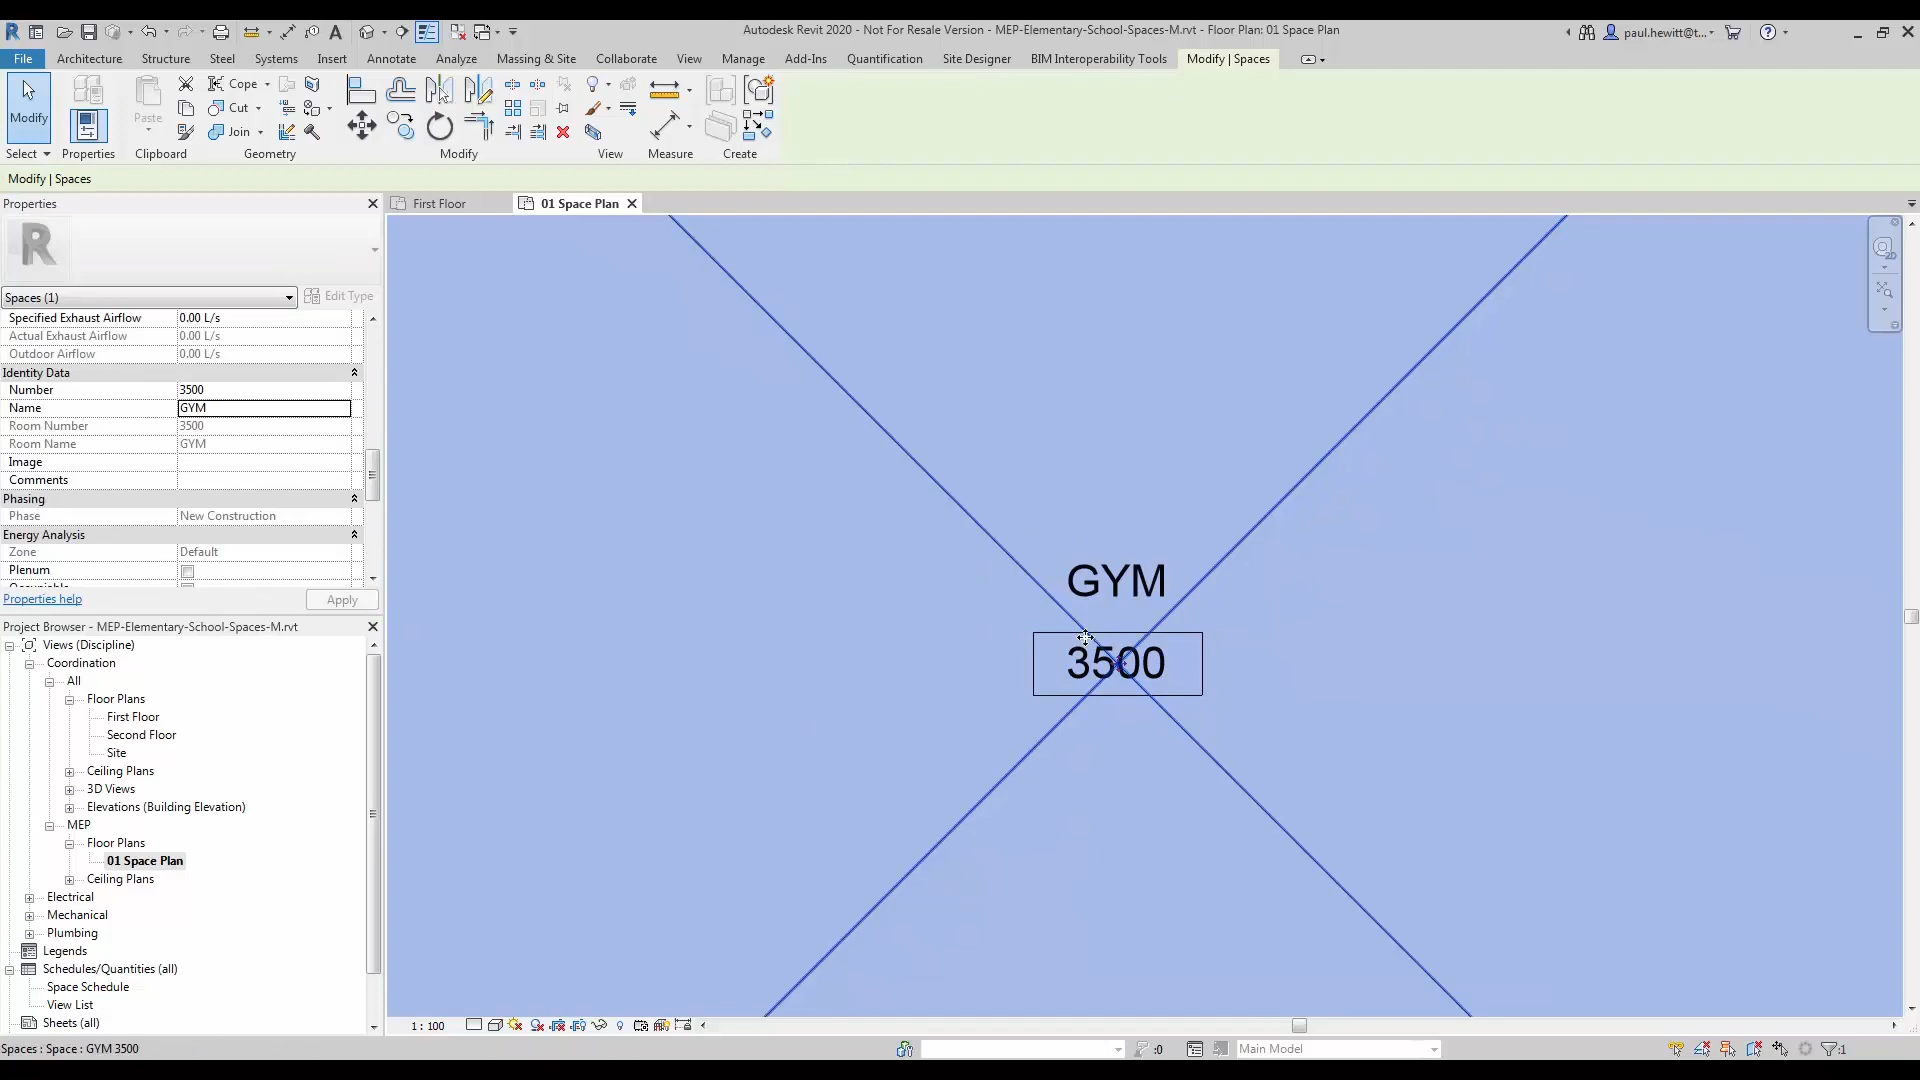 Autodesk Revit 2020 - Not For Resale Version - MEP-Elementary-School-Spaces-M.rvt - Floor Plan: 01 Space Plan
paul.hewitt@t...
File Architecture Structure Steel Systems Insert Annotate Analyze Massing & Site Collaborate View Manage Add-Ins Quantification Site Designer BIM Interoperability Tools Modify | Spaces
Modify
Paste
Cope
Cut
Join
Select Properties Clipboard Geometry Modify View Measure Create
Modify | Spaces
Properties
First Floor
01 Space Plan
Spaces (1)
Edit Type
Specified Exhaust Airflow 0.00 L/s
Actual Exhaust Airflow 0.00 L/s
Outdoor Airflow 0.00 L/s
Identity Data
Number 3500
Name GYM
Room Number 3500
Room Name GYM
Image
Comments
Phasing
Phase New Construction
Energy Analysis
Zone Default
Plenum
Properties help
Apply
Project Browser - MEP-Elementary-School-Spaces-M.rvt
Views (Discipline)
Coordination
All
Floor Plans
First Floor
Second Floor
Site
Ceiling Plans
3D Views
Elevations (Building Elevation)
MEP
Floor Plans
01 Space Plan
Ceiling Plans
Electrical
Mechanical
Plumbing
Legends
Schedules/Quantities (all)
Space Schedule
View List
Sheets (all)
GYM
3500
2D
1 : 100
Spaces : Space : GYM 3500
:0
Main Model
:1